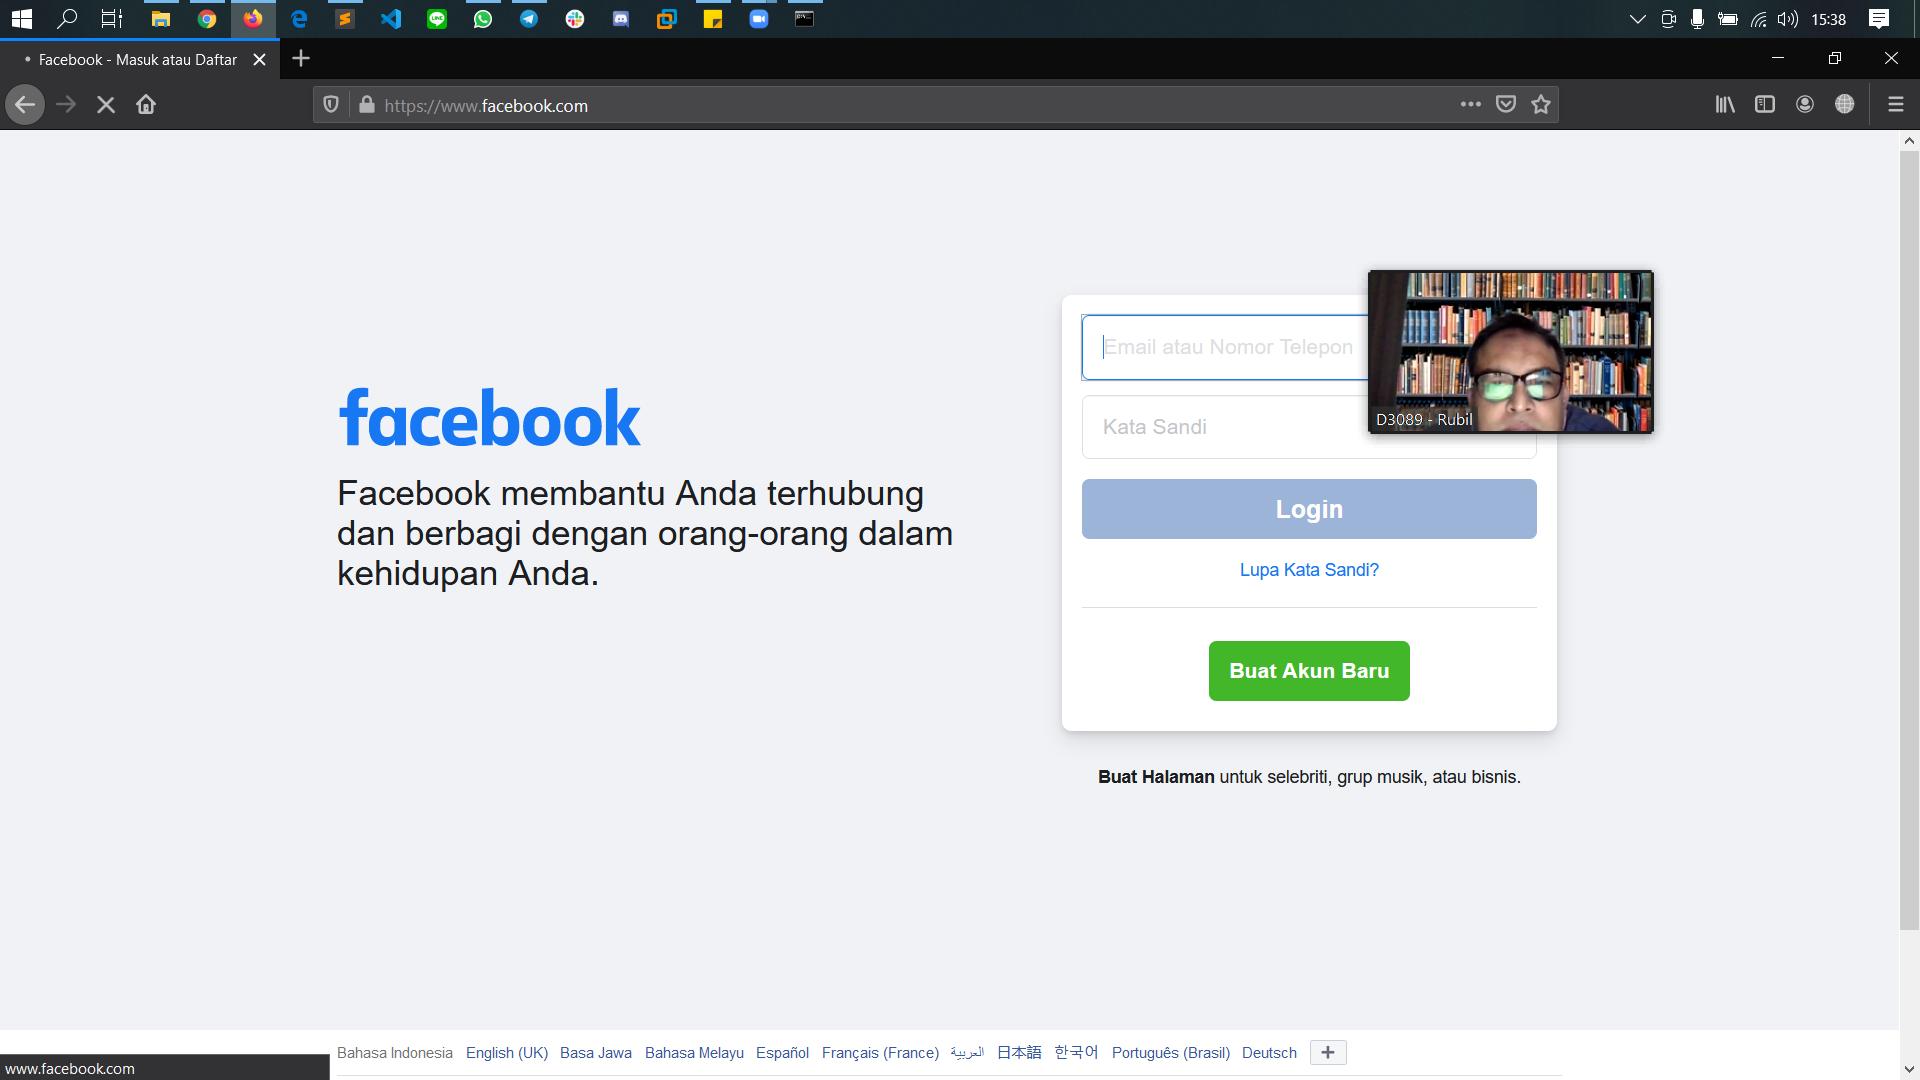 15:38
Facebook - Masuk atau Daftar
https://www.facebook.com
facebook
Facebook membantu Anda terhubung
dan berbagi dengan orang-orang dalam
kehidupan Anda.
Email atau Nomor Telepon
D3089 - Rubil
Kata Sandi
Login
Lupa Kata Sandi?
Buat Akun Baru
Buat Halaman untuk selebriti, grup musik, atau bisnis.
Bahasa Indonesia English (UK) Basa Jawa Bahasa Melayu Español Français (France) العربية 日本語 한국어 Português (Brasil) Deutsch
www.facebook.com